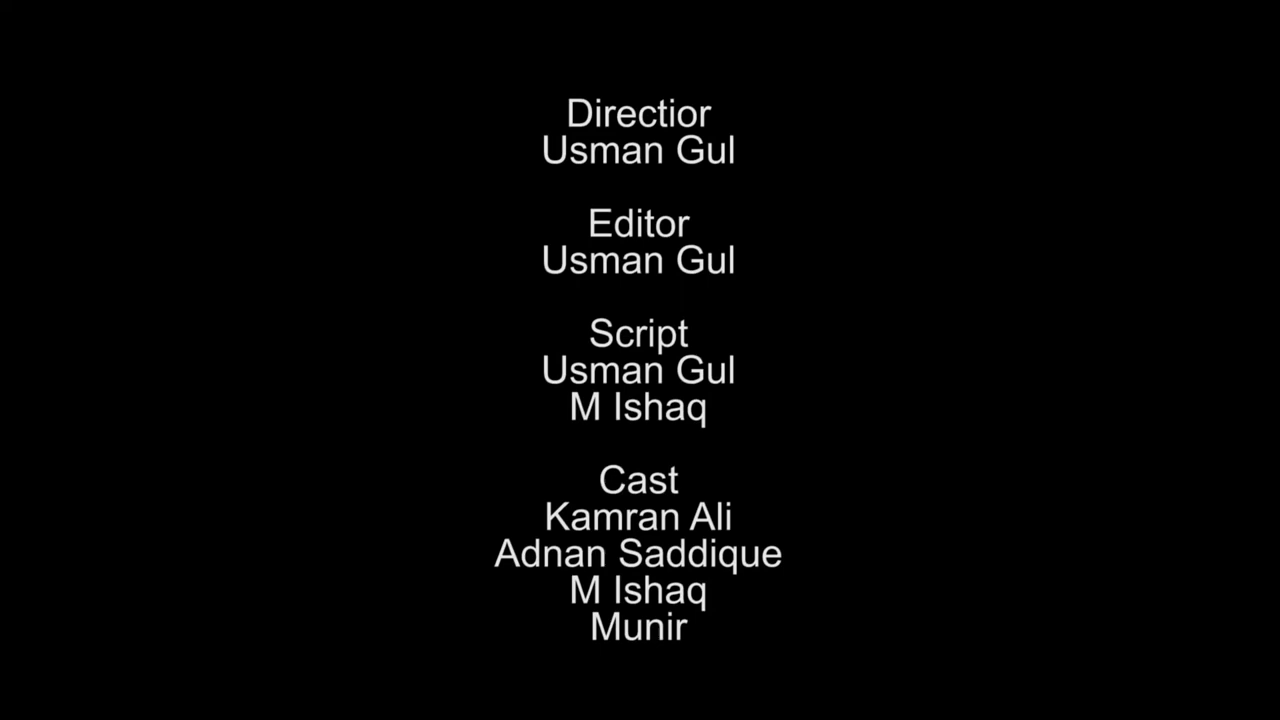 Directior
Usman Gul
Editor
Usman Gul
Script
Usman Gul
M Ishaq
Cast
Kamran Ali
Adnan Saddique
M Ishaq
Munir